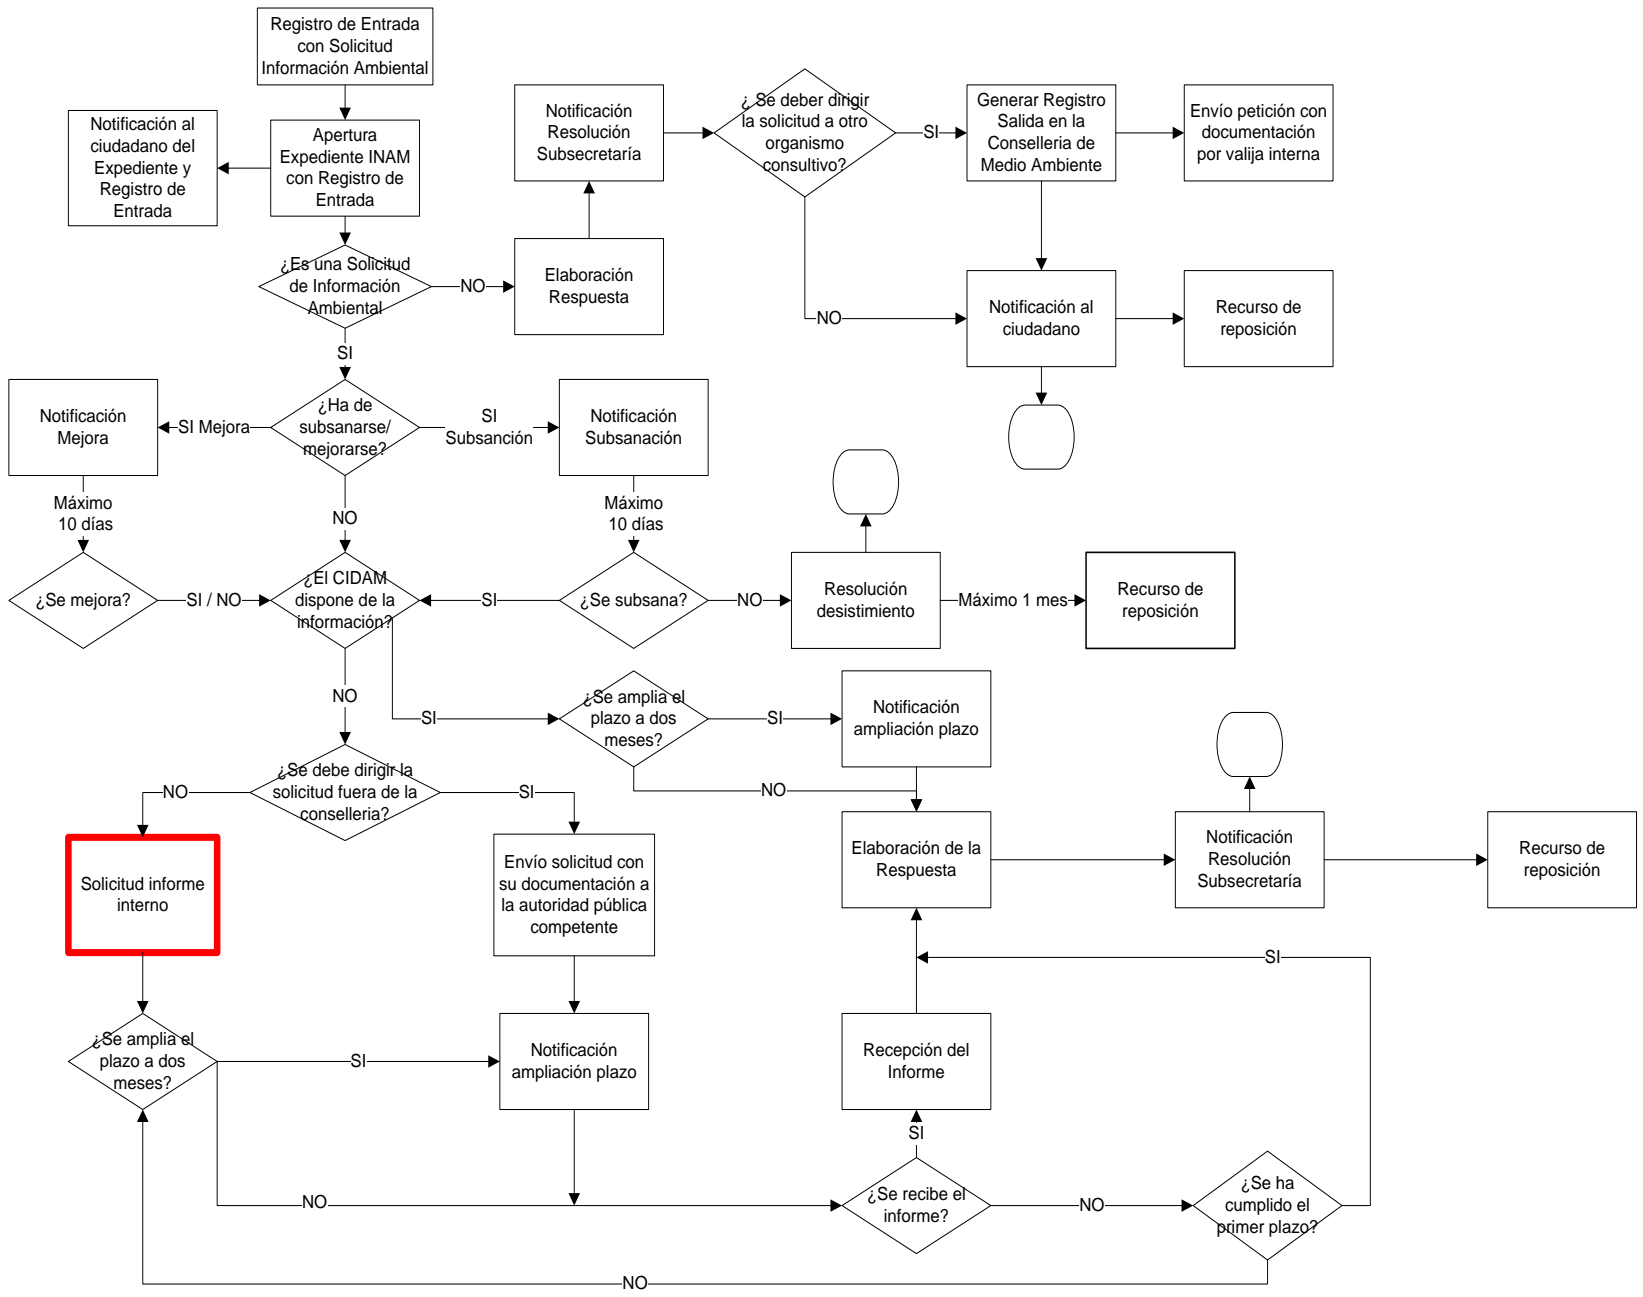 Registro de Entrada
con Solicitud
Información Ambiental
Notificación al
ciudadano del
Expediente y
Registro de
Entrada
Apertura
Expediente INAM
con Registro de
Entrada
Notificación
Resolución
Subsecretaría
¿ Se deber dirigir
la solicitud a otro
organismo
consultivo?
SI
Generar Registro
Salida en la
Conselleria de
Medio Ambiente
Envío petición con
documentación
por valija interna
¿Es una Solicitud
de Información
Ambiental
NO
Elaboración
Respuesta
NO
Notificación al
ciudadano
Recurso de
reposición
SI
Notificación
Mejora
SI Mejora
¿Ha de
subsanarse/
mejorarse?
SI
Subsanción
Notificación
Subsanación
Máximo
10 días
NO
Máximo
10 días
¿Se mejora?
SI / NO
¿El CIDAM
dispone de la
información?
SI
¿Se subsana?
NO
Resolución
desistimiento
Máximo 1 mes
Recurso de
reposición
NO
SI
¿Se amplia el
plazo a dos
meses?
SI
Notificación
ampliación plazo
NO
¿Se debe dirigir la
solicitud fuera de la
conselleria?
NO
SI
Solicitud informe
interno
Envío solicitud con
su documentación a
la autoridad pública
competente
Elaboración de la
Respuesta
Notificación
Resolución
Subsecretaría
Recurso de
reposición
SI
¿Se amplia el
plazo a dos
meses?
SI
Notificación
ampliación plazo
Recepción del
Informe
SI
NO
¿Se recibe el
informe?
NO
¿Se ha
cumplido el
primer plazo?
NO